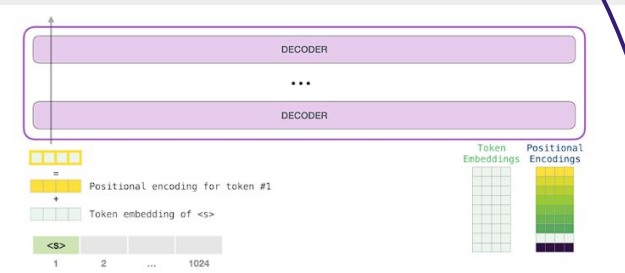 DECODER
...
DECODER
Token Embeddings
Positional Encodings
=
Positional encoding for token #1
+
Token embedding of <s>
<s>
1 2 ... 1024